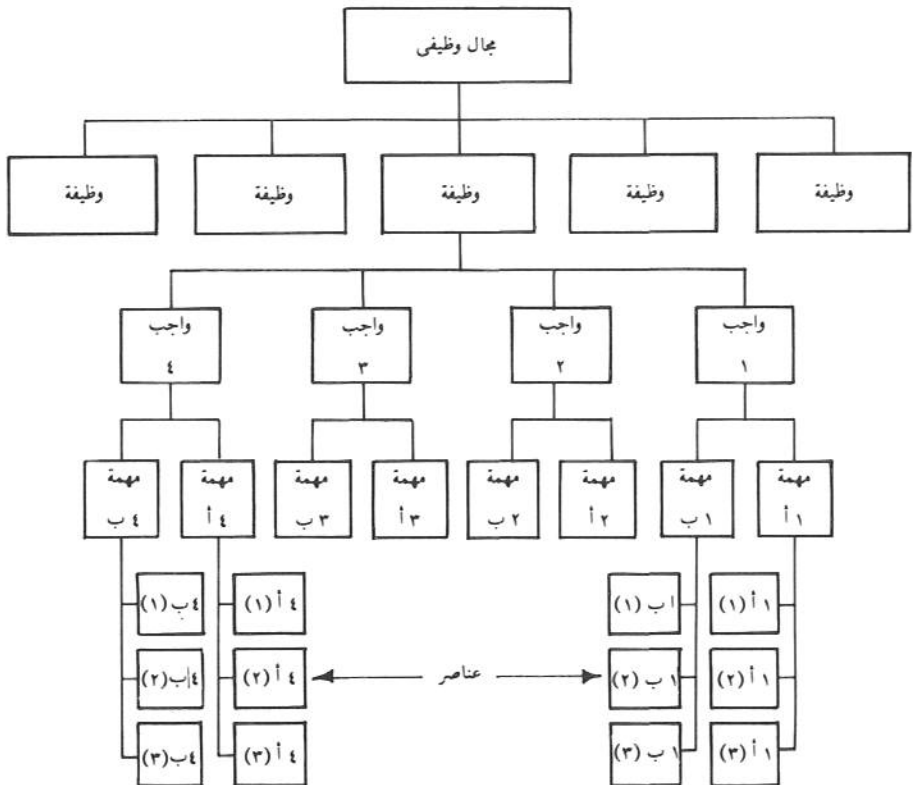 مجال وظيفى
وظيفة
وظيفة
وظيفة
وظيفة
وظيفة
واجب
١
واجب
٢
واجب
٣
واجب
٤
مهمة
١ أ
مهمة
١ ب
مهمة
٢ أ
مهمة
٢ ب
مهمة
٣ أ
مهمة
٣ ب
مهمة
٤ أ
مهمة
٤ ب
١ أ (١)
ا ب (١)
٤ أ (١)
٤ب (١)
١ أ (٢)
١ ب (٢)
عناصر
٤ أ (٢)
٤ب (٢)
١ أ (٣)
١ ب (٣)
٤ أ (٣)
٤ب (٣)